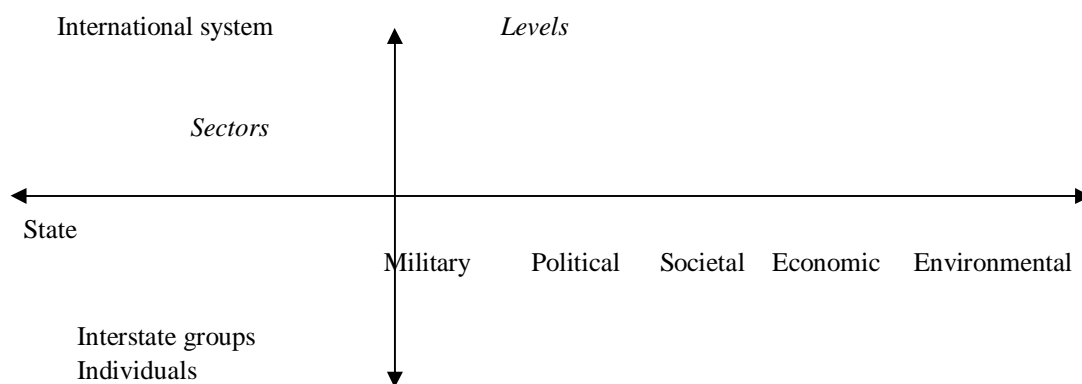 International system Levels
Sectors
State
Military Political Societal Economic Environmental
Interstate groups
Individuals